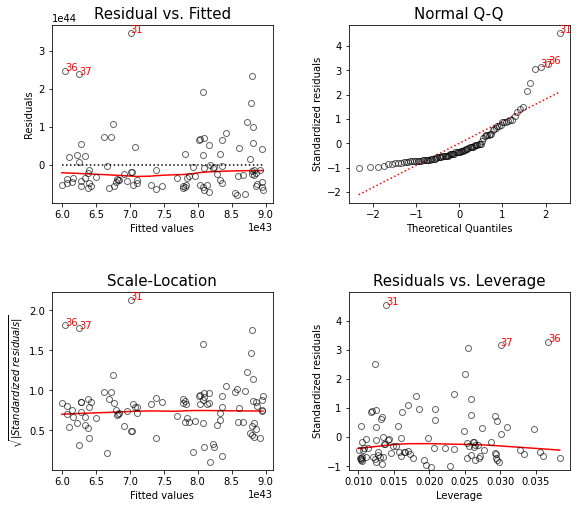 Residual vs. Fitted
1e44
Residuals
3
2
1
0
31
36
37
6.0 6.5 7.0 7.5 8.0 8.5 9.0
1e43
Fitted values
Normal Q-Q
Standardized residuals
4
3
2
1
0
−1
−2
31
36
37
−2 −1 0 1 2
Theoretical Quantiles
Scale-Location
√|Standardized residuals|
2.0
1.5
1.0
0.5
31
36
37
6.0 6.5 7.0 7.5 8.0 8.5 9.0
1e43
Fitted values
Residuals vs. Leverage
Standardized residuals
5
4
3
2
1
0
−1
31
37
36
0.010 0.015 0.020 0.025 0.030 0.035
Leverage